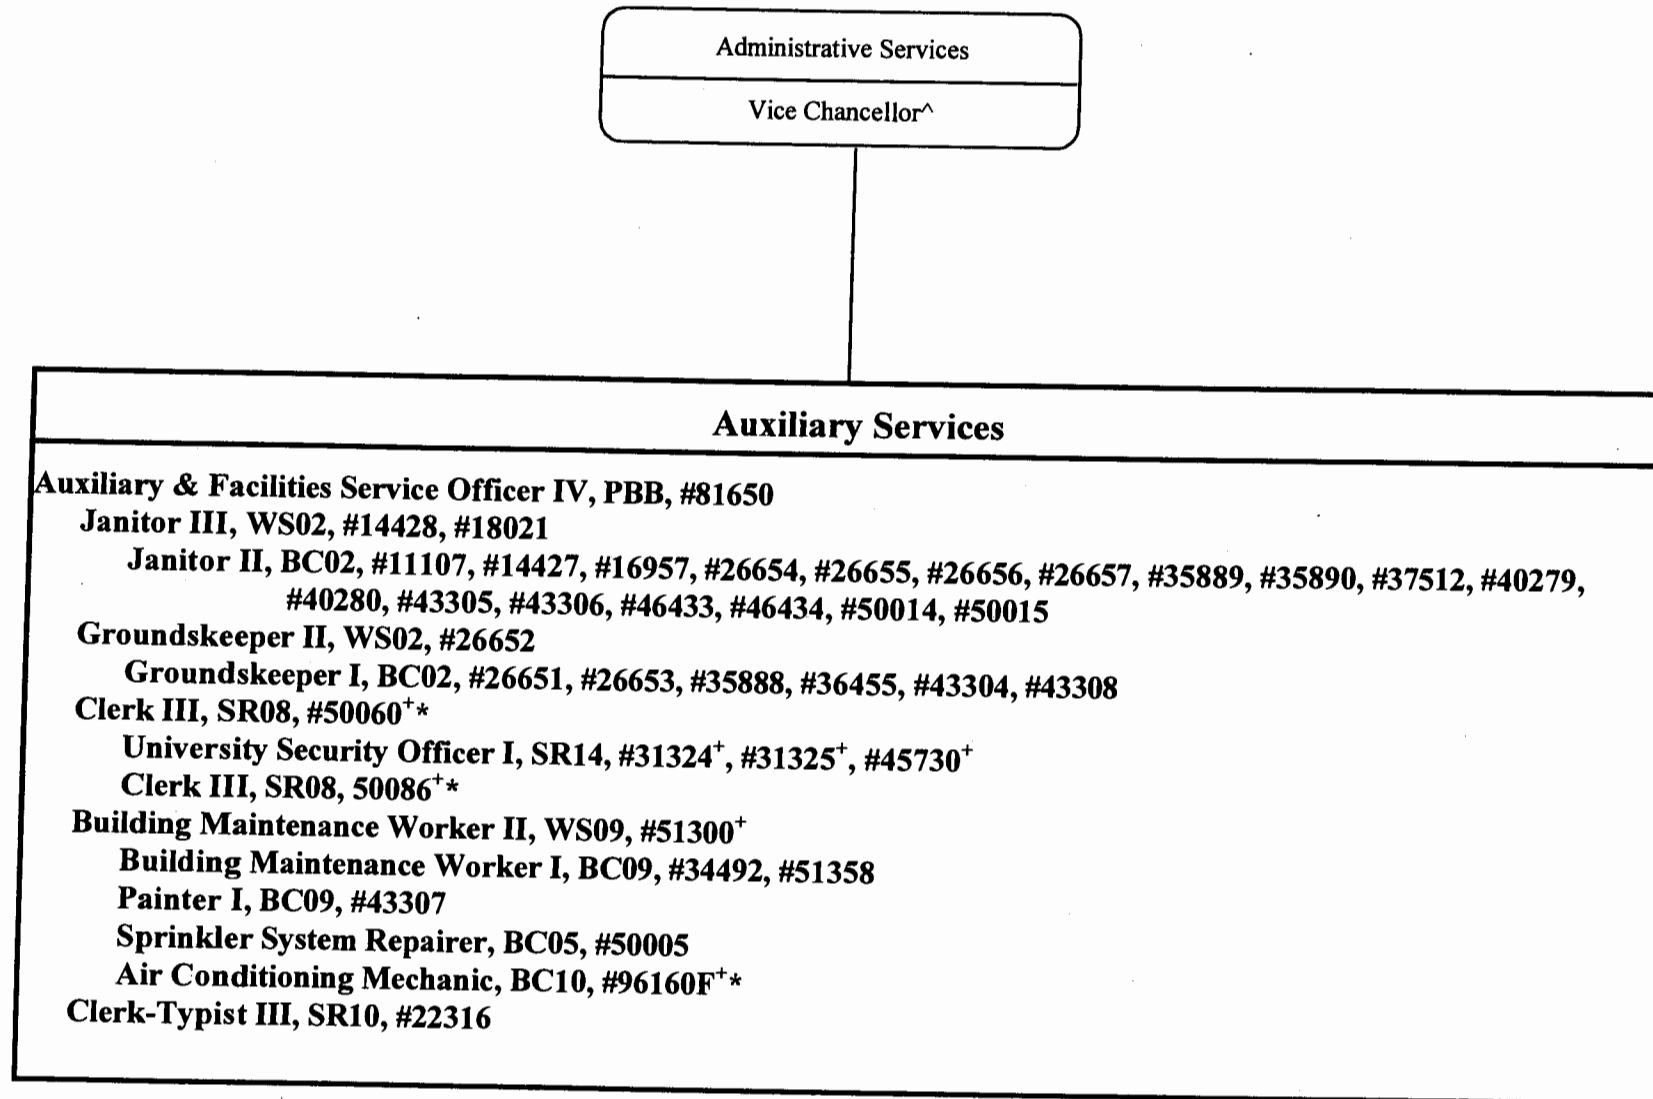 Administrative Services
Vice Chancellor^
Auxiliary Services
Auxiliary & Facilities Service Officer IV, PBB, #81650
Janitor III, WS02, #14428, #18021
Janitor II, BC02, #11107, #14427, #16957, #26654, #26655, #26656, #26657, #35889, #35890, #37512, #40279,
#40280, #43305, #43306, #46433, #46434, #50014, #50015
Groundskeeper II, WS02, #26652
Groundskeeper I, BC02, #26651, #26653, #35888, #36455, #43304, #43308
Clerk III, SR08, #50060⁺*
University Security Officer I, SR14, #31324⁺, #31325⁺, #45730⁺
Clerk III, SR08, 50086⁺*
Building Maintenance Worker II, WS09, #51300⁺
Building Maintenance Worker I, BC09, #34492, #51358
Painter I, BC09, #43307
Sprinkler System Repairer, BC05, #50005
Air Conditioning Mechanic, BC10, #96160F⁺*
Clerk-Typist III, SR10, #22316